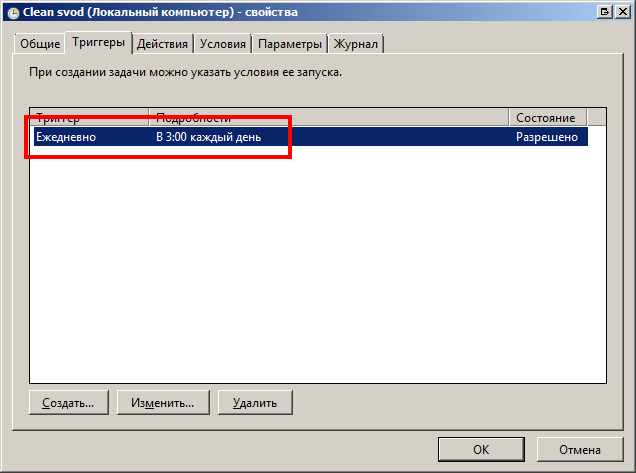 Clean svod (Локальный компьютер) - свойства
Общие Триггеры Действия Условия Параметры Журнал
При создании задачи можно указать условия ее запуска.
Триггер Подробности Состояние
Ежедневно В 3:00 каждый день Разрешено
Создать... Изменить... Удалить
ОК Отмена